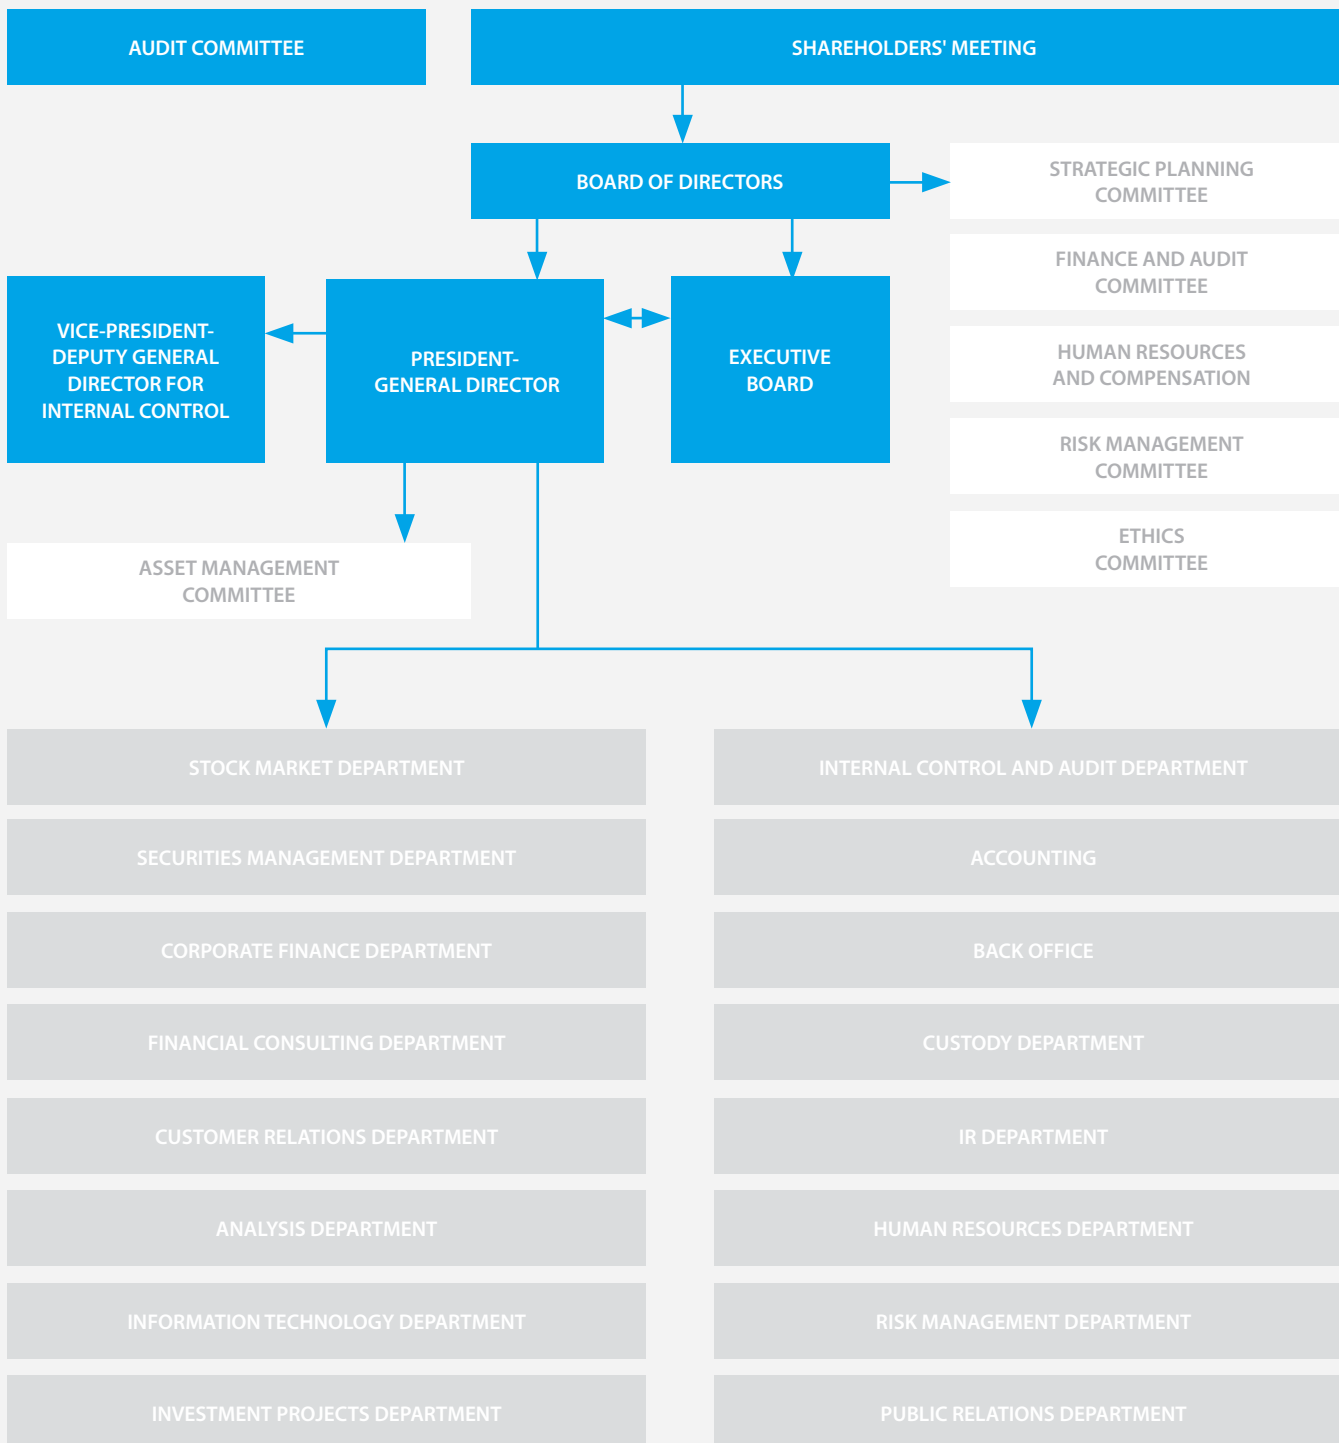 AUDIT COMMITTEE
SHAREHOLDERS' MEETING
BOARD OF DIRECTORS
STRATEGIC PLANNING
COMMITTEE
FINANCE AND AUDIT
COMMITTEE
VICE-PRESIDENT-
DEPUTY GENERAL
DIRECTOR FOR
INTERNAL CONTROL
PRESIDENT-
GENERAL DIRECTOR
EXECUTIVE
BOARD
HUMAN RESOURCES
AND COMPENSATION
RISK MANAGEMENT
COMMITTEE
ETHICS
COMMITTEE
ASSET MANAGEMENT
COMMITTEE
STOCK MARKET DEPARTMENT
SECURITIES MANAGEMENT DEPARTMENT
CORPORATE FINANCE DEPARTMENT
FINANCIAL CONSULTING DEPARTMENT
CUSTOMER RELATIONS DEPARTMENT
ANALYSIS DEPARTMENT
INFORMATION TECHNOLOGY DEPARTMENT
INVESTMENT PROJECTS DEPARTMENT
INTERNAL CONTROL AND AUDIT DEPARTMENT
ACCOUNTING
BACK OFFICE
CUSTODY DEPARTMENT
IR DEPARTMENT
HUMAN RESOURCES DEPARTMENT
RISK MANAGEMENT DEPARTMENT
PUBLIC RELATIONS DEPARTMENT